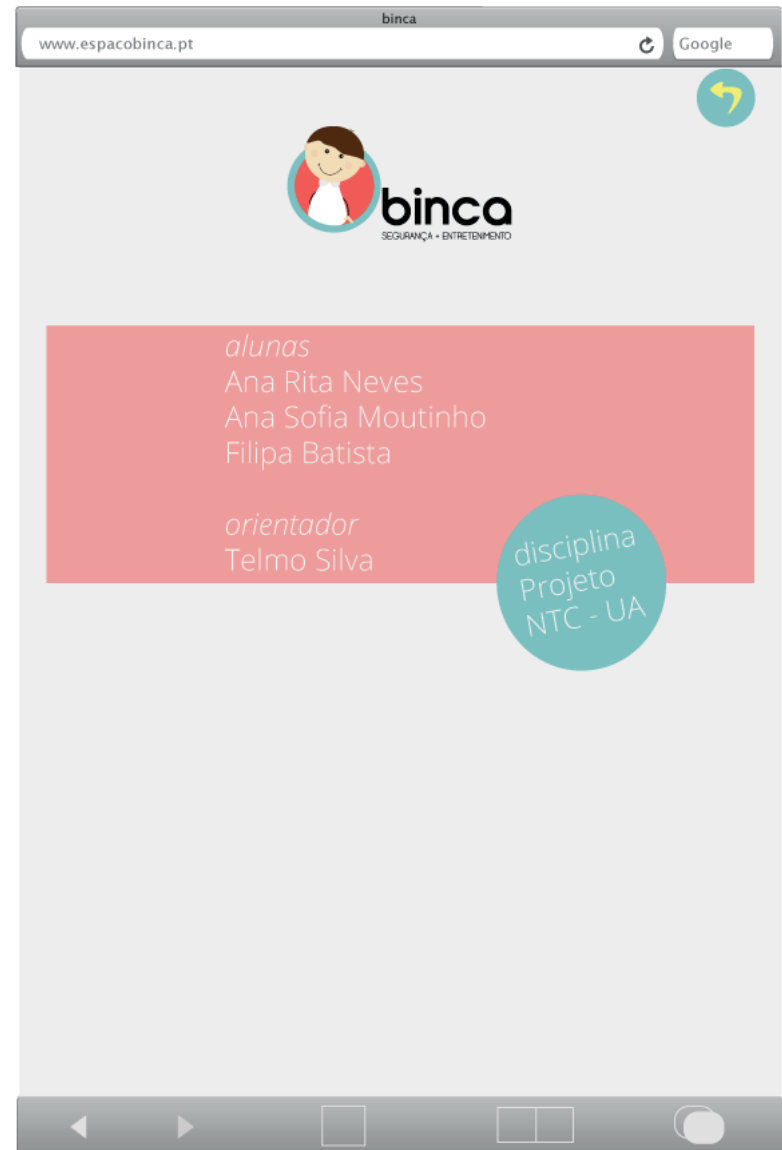 binca
www.espacobinca.pt
Google
binca
SEGURANÇA + ENTRETENIMENTO
alunas
Ana Rita Neves
Ana Sofia Moutinho
Filipa Batista
orientador
Telmo Silva
disciplina
Projeto
NTC - UA